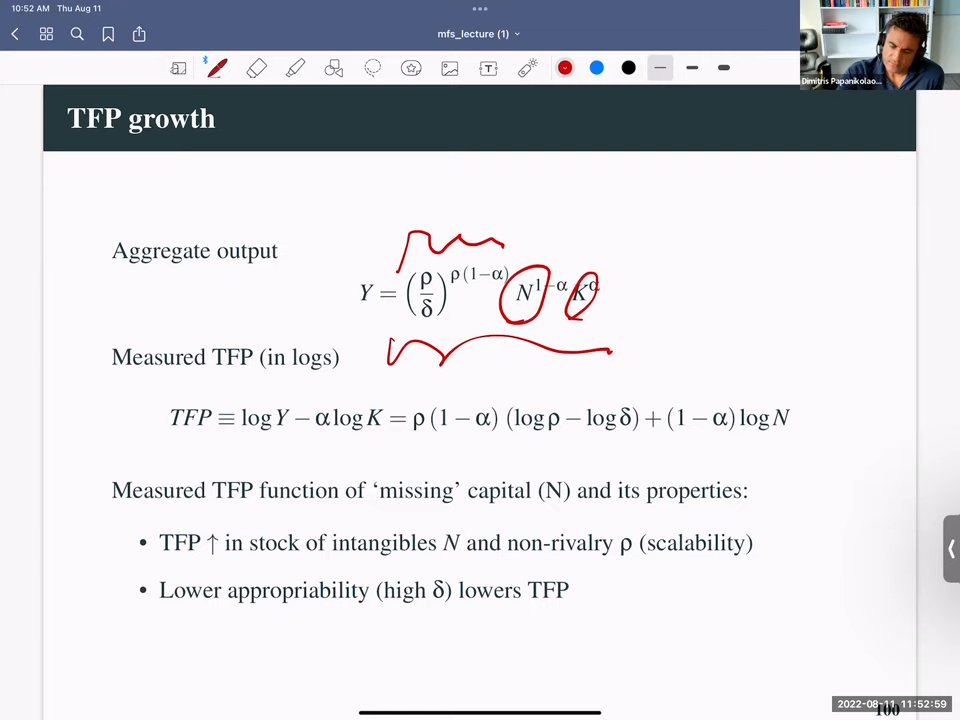 10:52 AM Thu Aug 11
mfs_lecture (1)
Dimitris Papanikolao...
TFP growth
Aggregate output
Y = (ρ/δ)^{ρ(1−α)} N^{1−α} K^α
Measured TFP (in logs)
TFP ≡ log Y − α log K = ρ (1 − α) (log ρ − log δ) + (1 − α) log N
Measured TFP function of ‘missing’ capital (N) and its properties:
• TFP ↑ in stock of intangibles N and non-rivalry ρ (scalability)
• Lower appropriability (high δ) lowers TFP
2022-08-11 11:52:59
100